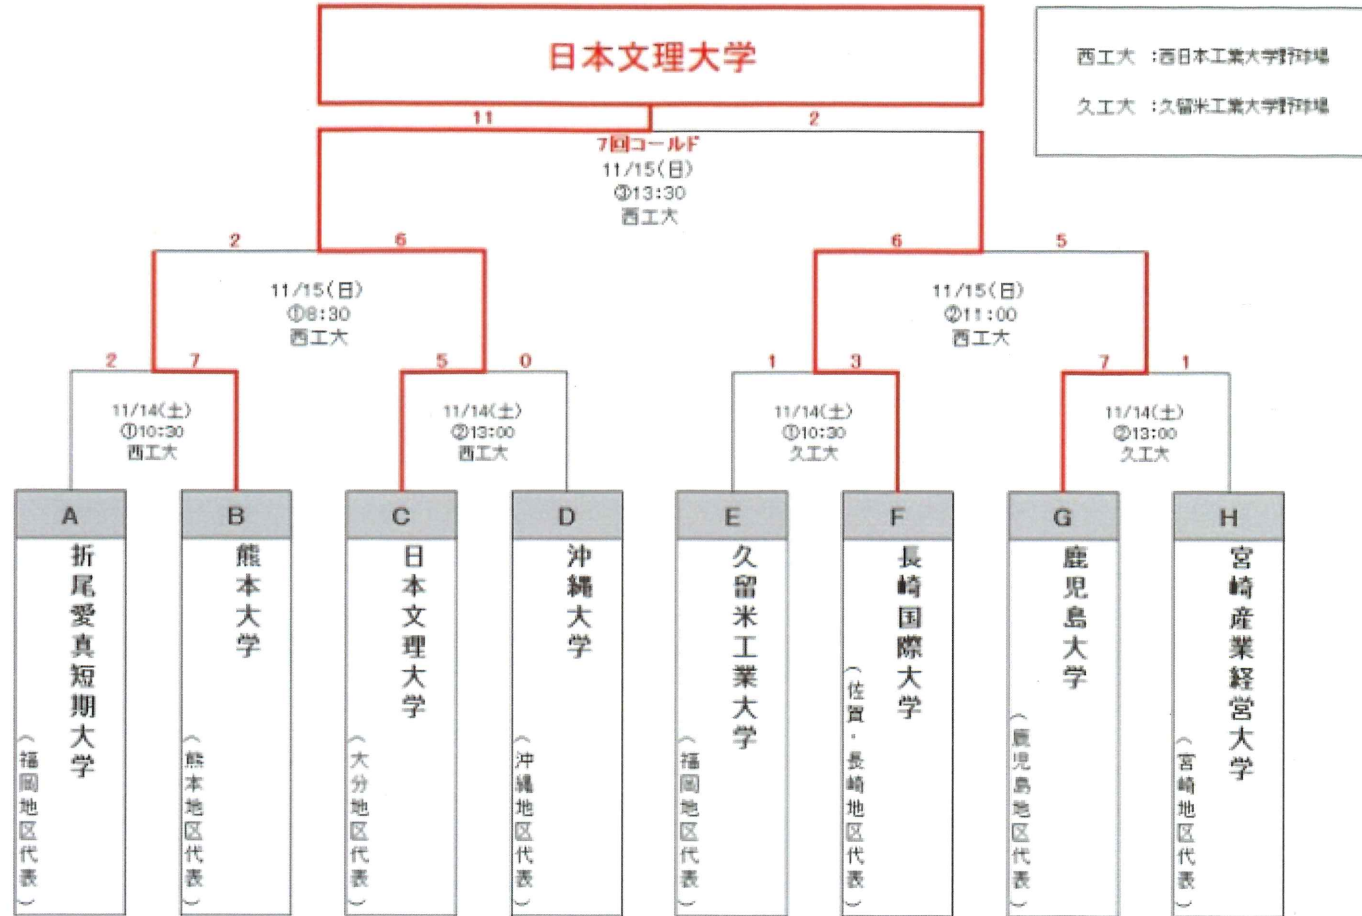 日本文理大学
西工大 :西日本工業大学野球場
久工大 :久留米工業大学野球場
11
2
7回コールド
11/15(日)
③13:30
西工大
2
6
6
5
11/15(日)
①8:30
西工大
11/15(日)
②11:00
西工大
2
7
5
0
1
3
7
1
11/14(土)
①10:30
西工大
11/14(土)
②13:00
西工大
11/14(土)
①10:30
久工大
11/14(土)
②13:00
久工大
A
折尾愛真短期大学
(福岡地区代表)
B
熊本大学
(熊本地区代表)
C
日本文理大学
(大分地区代表)
D
沖縄大学
(沖縄地区代表)
E
久留米工業大学
(福岡地区代表)
F
長崎国際大学
(佐賀・長崎地区代表)
G
鹿児島大学
(鹿児島地区代表)
H
宮崎産業経営大学
(宮崎地区代表)